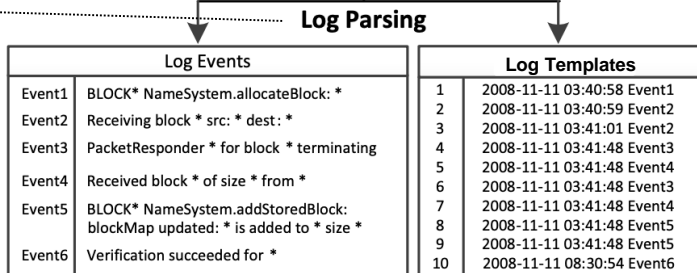 Log Parsing
Log Events
Event1 BLOCK* NameSystem.allocateBlock: *
Event2 Receiving block * src: * dest: *
Event3 PacketResponder * for block * terminating
Event4 Received block * of size * from *
Event5 BLOCK* NameSystem.addStoredBlock:
blockMap updated: * is added to * size *
Event6 Verification succeeded for *
Log Templates
1 2008-11-11 03:40:58 Event1
2 2008-11-11 03:40:59 Event2
3 2008-11-11 03:41:01 Event2
4 2008-11-11 03:41:48 Event3
5 2008-11-11 03:41:48 Event4
6 2008-11-11 03:41:48 Event3
7 2008-11-11 03:41:48 Event4
8 2008-11-11 03:41:48 Event5
9 2008-11-11 03:41:48 Event5
10 2008-11-11 08:30:54 Event6